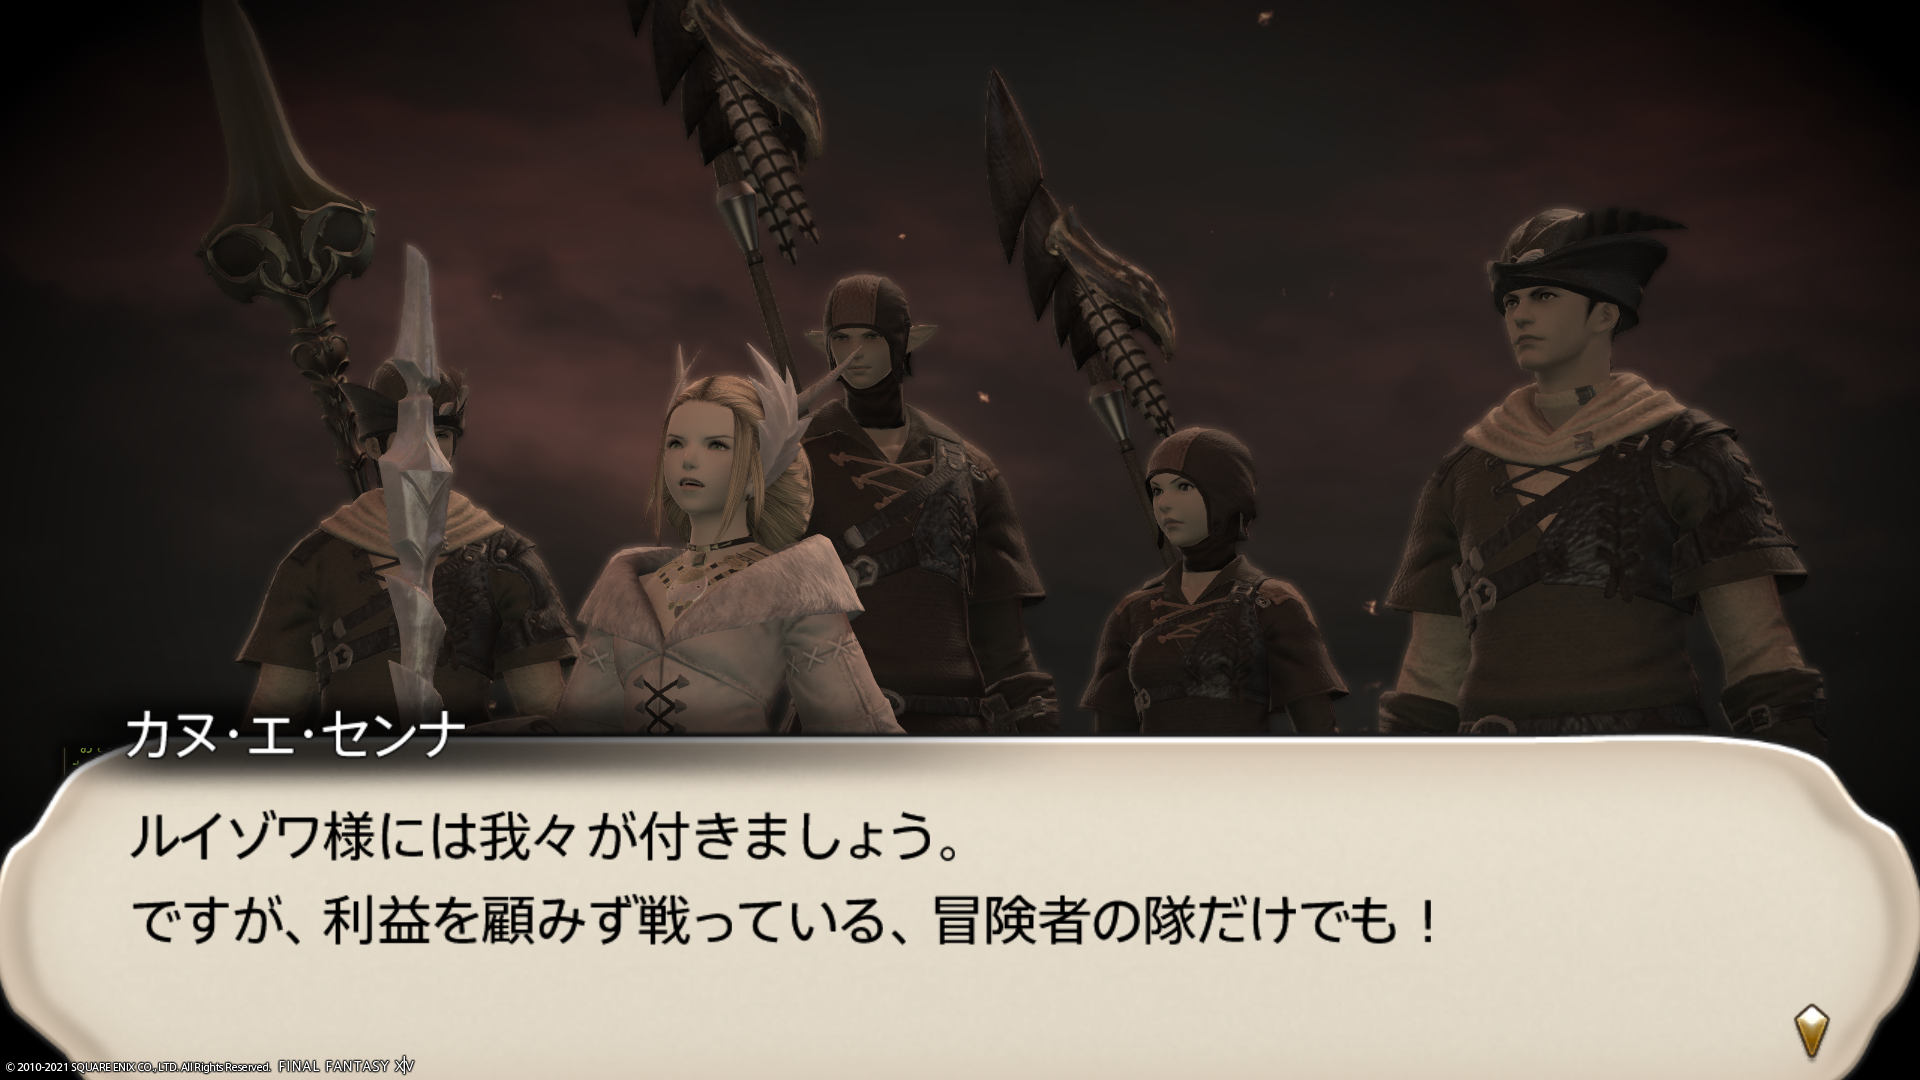 カヌ・エ・センナ
ルイゾワ様には我々が付きましょう。
ですが、利益を顧みず戦っている、冒険者の隊だけでも！
© 2010-2021 SQUARE ENIX CO., LTD. All Rights Reserved. FINAL FANTASY XIV